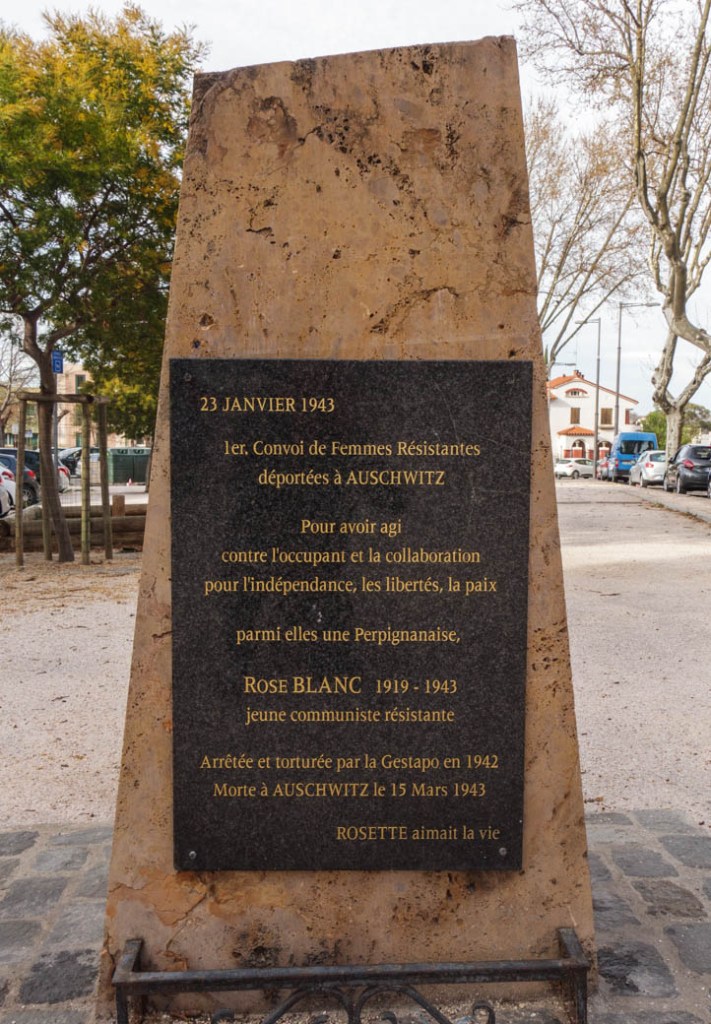 23 JANVIER 1943
1er. Convoi de Femmes Résistantes
déportées à AUSCHWITZ
Pour avoir agi
contre l'occupant et la collaboration
pour l'indépendance, les libertés, la paix
parmi elles une Perpignanaise,
ROSE BLANC 1919 - 1943
jeune communiste résistante
Arrêtée et torturée par la Gestapo en 1942
Morte à AUSCHWITZ le 15 Mars 1943
ROSETTE aimait la vie